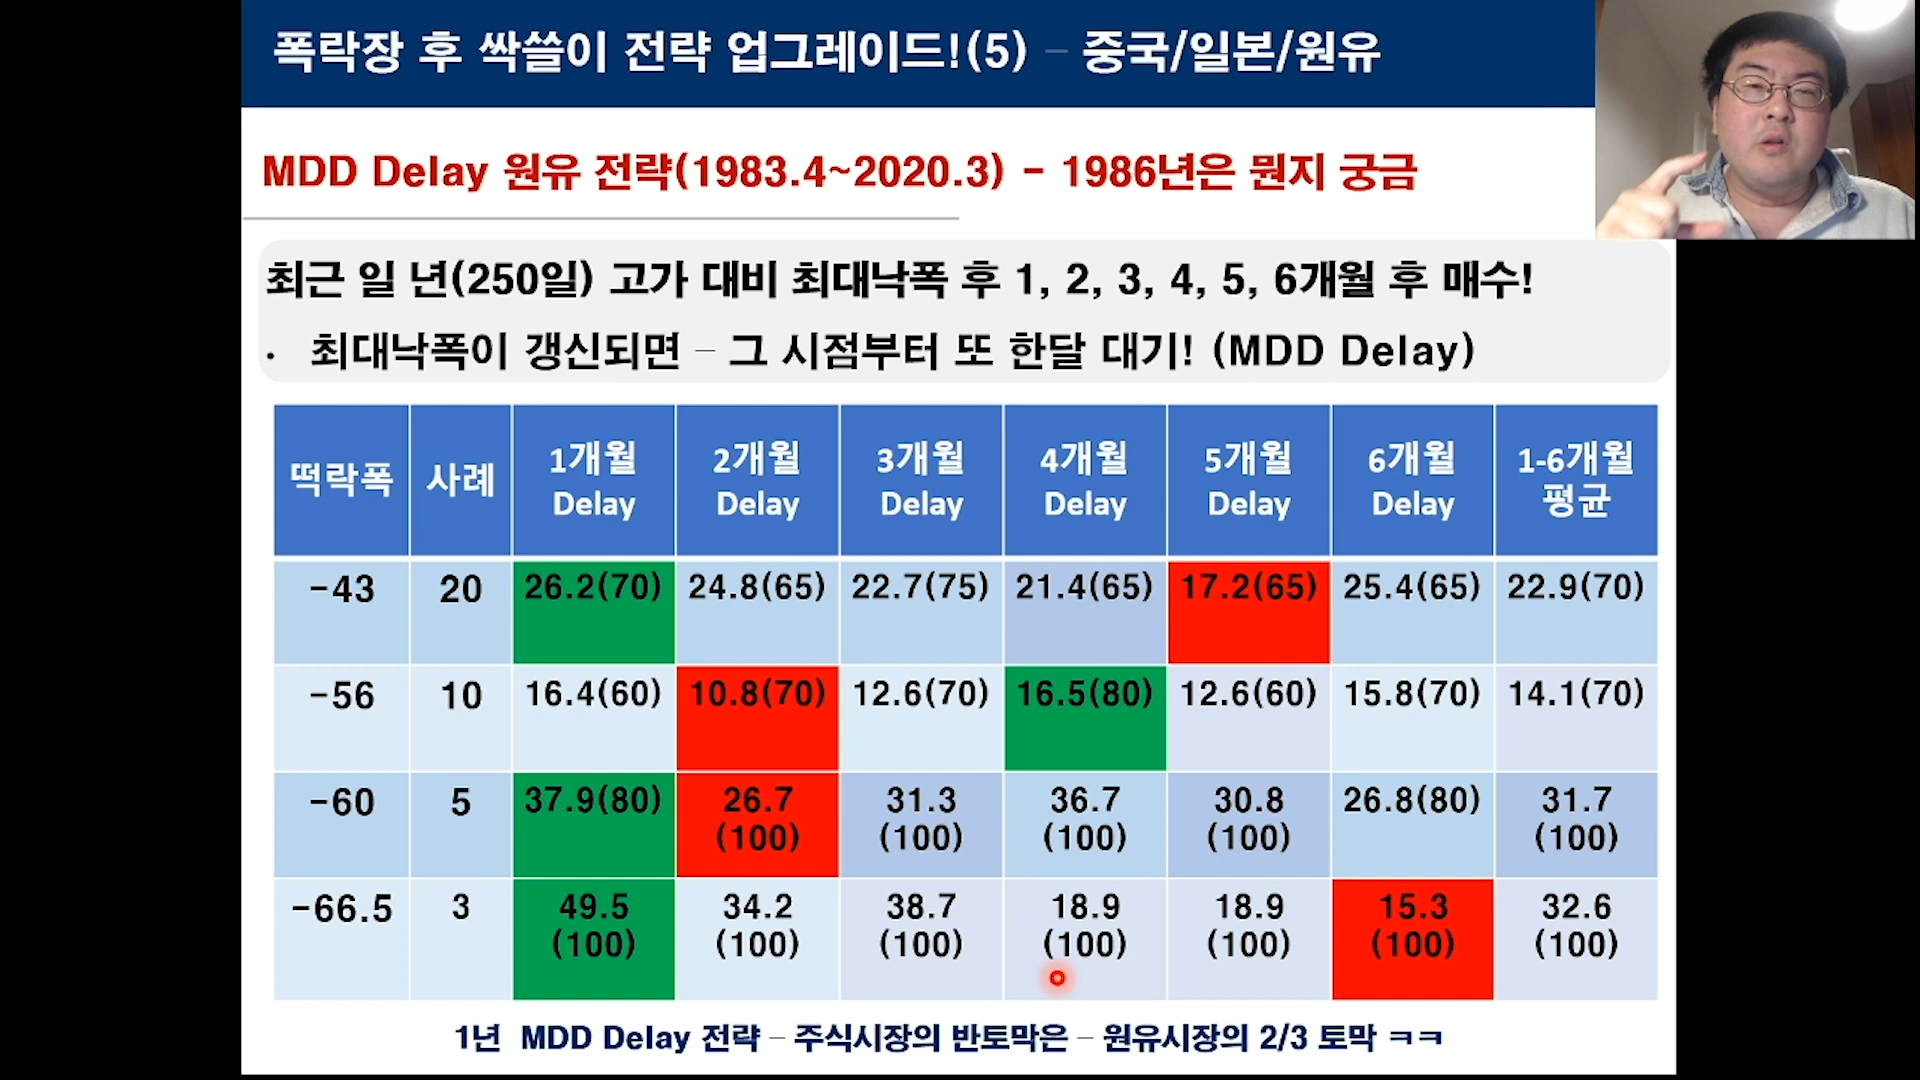 폭락장 후 싹쓸이 전략 업그레이드!(5) – 중국/일본/원유
MDD Delay 원유 전략(1983.4~2020.3) - 1986년은 뭔지 궁금
최근 일 년(250일) 고가 대비 최대낙폭 후 1, 2, 3, 4, 5, 6개월 후 매수!
• 최대낙폭이 갱신되면 – 그 시점부터 또 한달 대기! (MDD Delay)
떡락폭 사례 1개월 Delay 2개월 Delay 3개월 Delay 4개월 Delay 5개월 Delay 6개월 Delay 1-6개월 평균
-43 20 26.2(70) 24.8(65) 22.7(75) 21.4(65) 17.2(65) 25.4(65) 22.9(70)
-56 10 16.4(60) 10.8(70) 12.6(70) 16.5(80) 12.6(60) 15.8(70) 14.1(70)
-60 5 37.9(80) 26.7 (100) 31.3 (100) 36.7 (100) 30.8 (100) 26.8(80) 31.7 (100)
-66.5 3 49.5 (100) 34.2 (100) 38.7 (100) 18.9 (100) 18.9 (100) 15.3 (100) 32.6 (100)
1년 MDD Delay 전략 – 주식시장의 반토막은 – 원유시장의 2/3 토막 ㅋㅋ